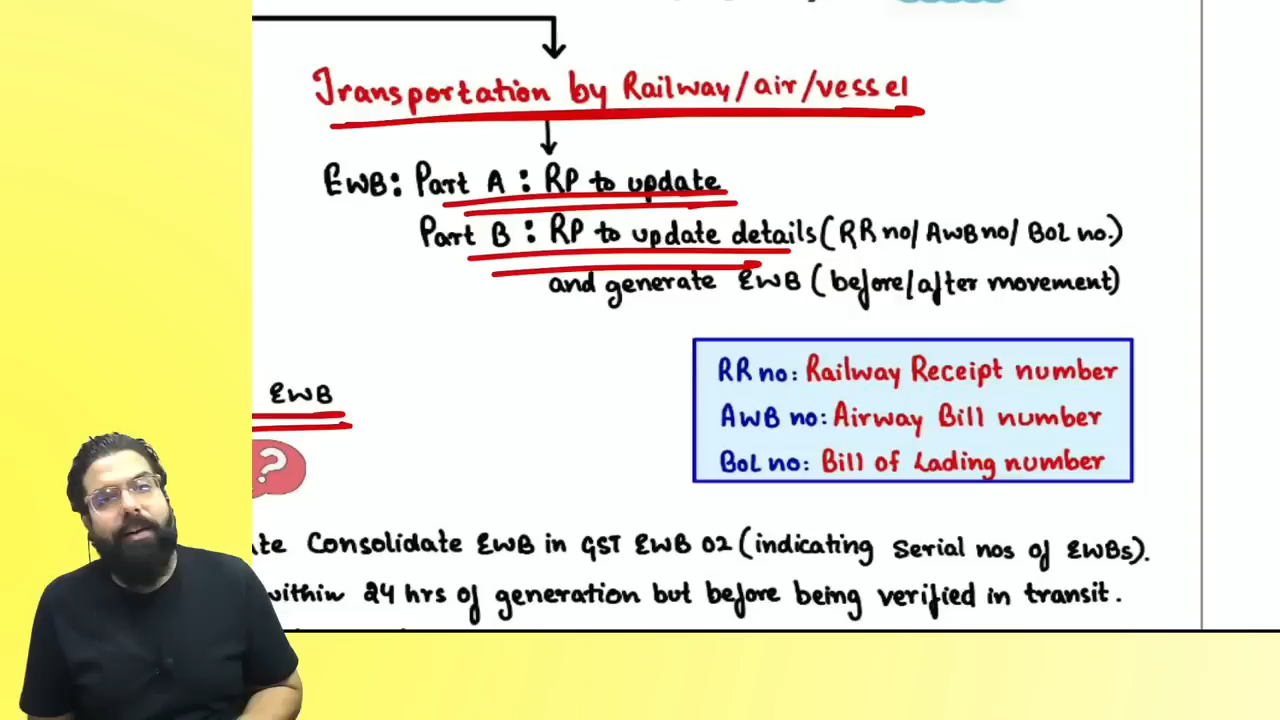 Transportation by Railway/air/vessel
EWB: Part A : RP to update
Part B : RP to update details (RR no/AWB no/ BoL no.)
and generate EWB (before/after movement)
RR no: Railway Receipt number
AWB no: Airway Bill number
BoL no: Bill of Lading number
EWB
?
Consolidate EWB in GST EWB 02 (indicating Serial nos of EWBs).
within 24 hrs of generation but before being verified in transit.